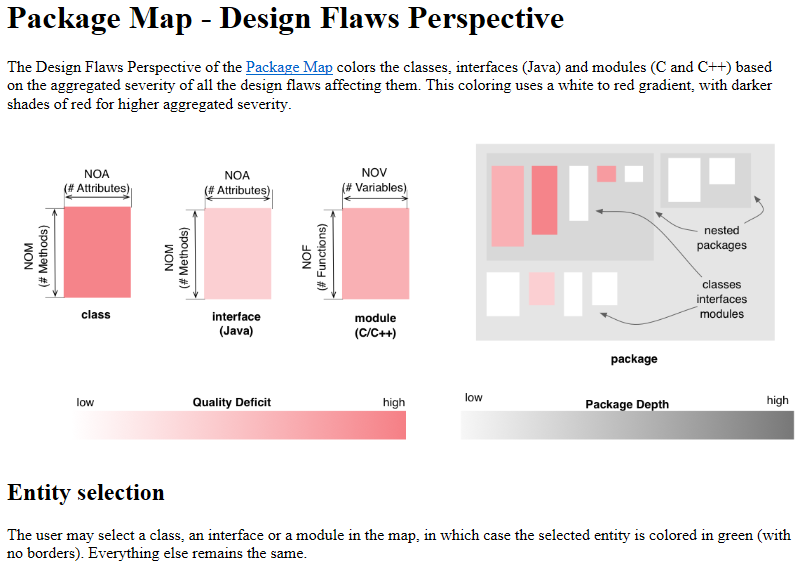 Package Map - Design Flaws Perspective
The Design Flaws Perspective of the Package Map colors the classes, interfaces (Java) and modules (C and C++) based
on the aggregated severity of all the design flaws affecting them. This coloring uses a white to red gradient, with darker
shades of red for higher aggregated severity.
NOA
(# Attributes)
NOM
(# Methods)
class
NOA
(# Attributes)
NOM
(# Methods)
interface
(Java)
NOV
(# Variables)
NOF
(# Functions)
module
(C/C++)
nested
packages
classes
interfaces
modules
package
low
Quality Deficit
high
low
Package Depth
high
Entity selection
The user may select a class, an interface or a module in the map, in which case the selected entity is colored in green (with
no borders). Everything else remains the same.